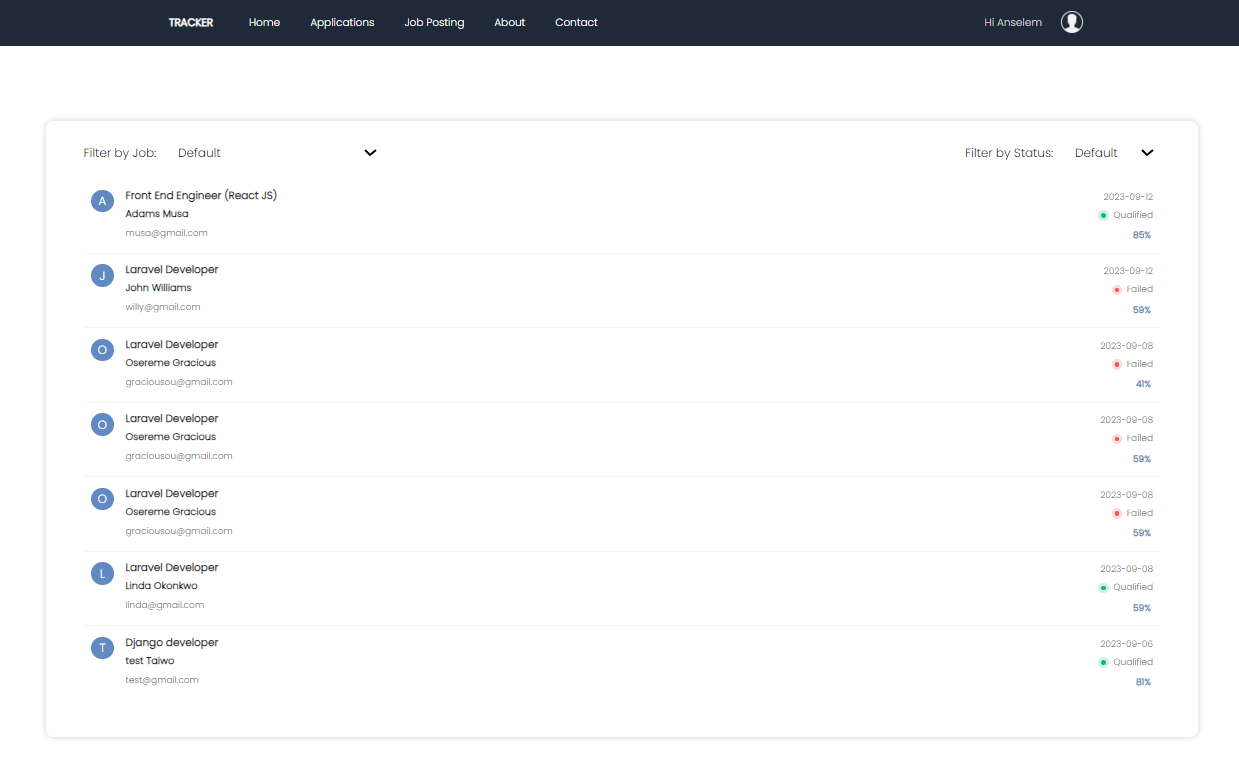 TRACKER Home Applications Job Posting About Contact Hi Anselem
Filter by Job: Default Filter by Status: Default
A Front End Engineer (React JS) 2023-09-12
Adams Musa Qualified
musa@gmail.com 85%
J Laravel Developer 2023-09-12
John Williams Failed
willy@gmail.com 59%
O Laravel Developer 2023-09-08
Osereme Gracious Failed
graciousou@gmail.com 41%
O Laravel Developer 2023-09-08
Osereme Gracious Failed
graciousou@gmail.com 59%
O Laravel Developer 2023-09-08
Osereme Gracious Failed
graciousou@gmail.com 59%
L Laravel Developer 2023-09-08
Linda Okonkwo Qualified
linda@gmail.com 59%
T Django developer 2023-09-06
test Taiwo Qualified
test@gmail.com 81%